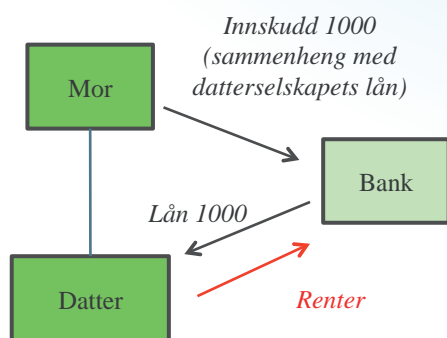 Innskudd 1000
(sammenheng med
datterselskapets lån)
Mor
Bank
Lån 1000
Datter
Renter